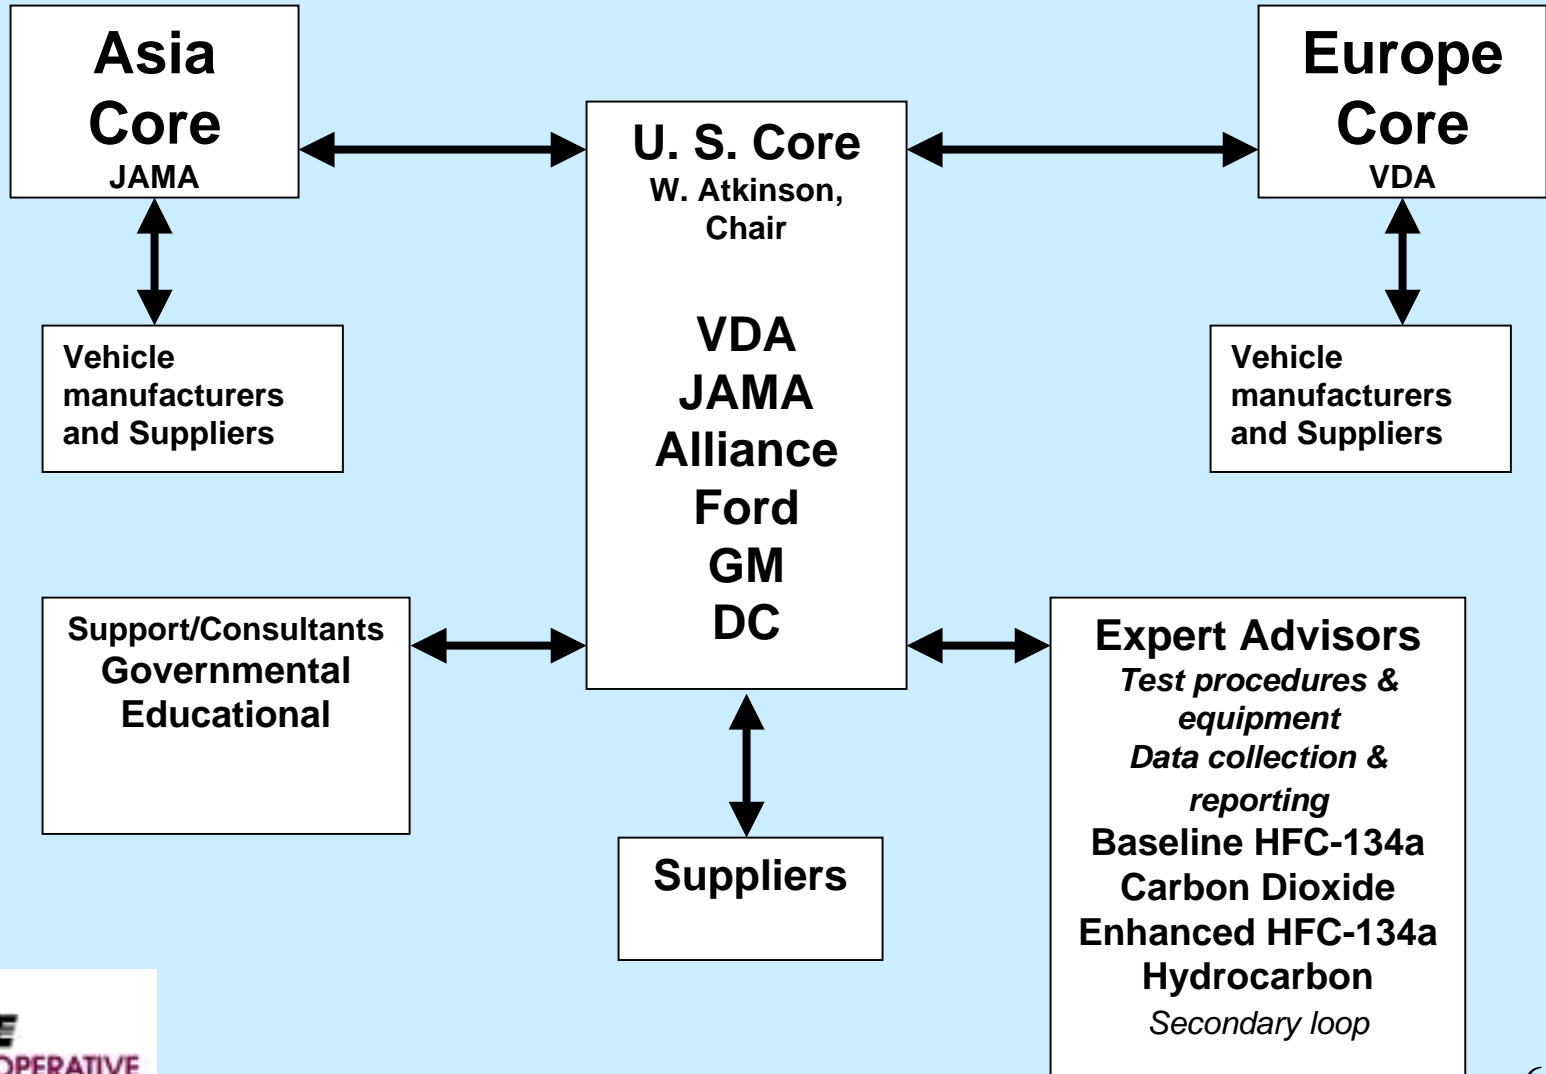 Asia
Core
JAMA
Europe
Core
VDA
U. S. Core
W. Atkinson,
Chair
VDA
JAMA
Alliance
Ford
GM
DC
Vehicle
manufacturers
and Suppliers
Vehicle
manufacturers
and Suppliers
Support/Consultants
Governmental
Educational
Expert Advisors
Test procedures &
equipment
Data collection &
reporting
Baseline HFC-134a
Carbon Dioxide
Enhanced HFC-134a
Hydrocarbon
Secondary loop
Suppliers